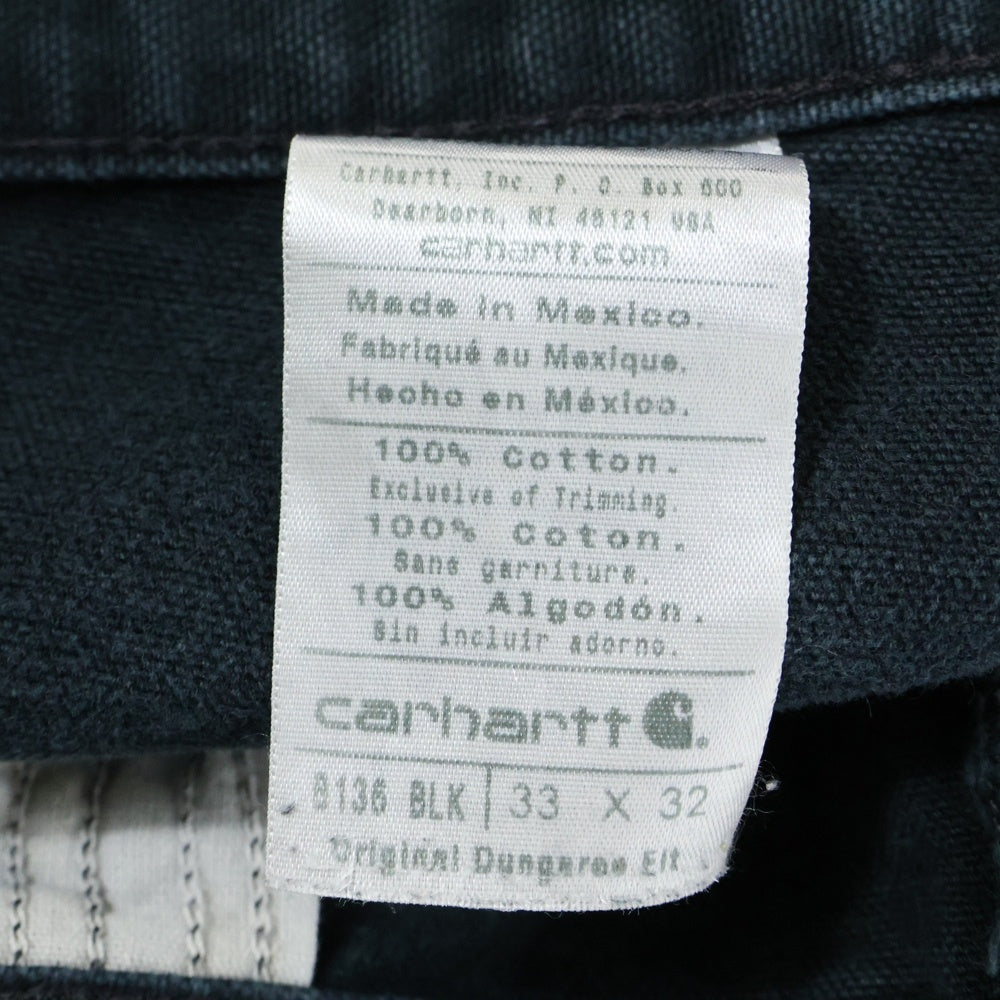 Carhartt, Inc. P. O. Box 600
Dearborn, MI 48121 USA
carhartt.com
Made in Mexico.
Fabriqué au Mexique.
Hecho en México.
100% Cotton.
Exclusive of Trimming.
100% Coton.
Sans garniture.
100% Algodón.
Sin incluir adorno.
carhartt
8136 BLK | 33 X 32
Original Dungaree Fit